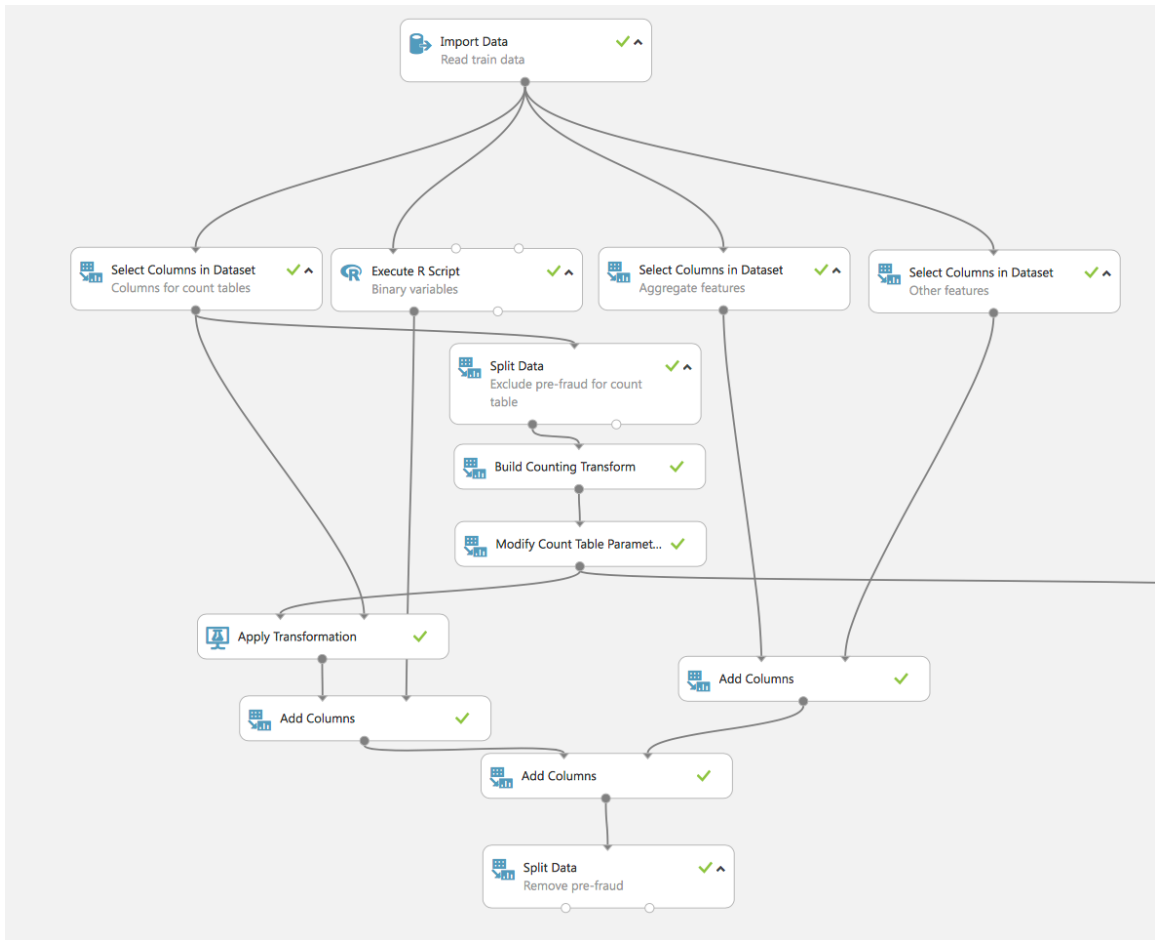 Import Data
Read train data
Select Columns in Dataset
Columns for count tables
R
Execute R Script
Binary variables
Select Columns in Dataset
Aggregate features
Select Columns in Dataset
Other features
Split Data
Exclude pre-fraud for count
table
Build Counting Transform
Modify Count Table Paramet...
Apply Transformation
Add Columns
Add Columns
Add Columns
Split Data
Remove pre-fraud